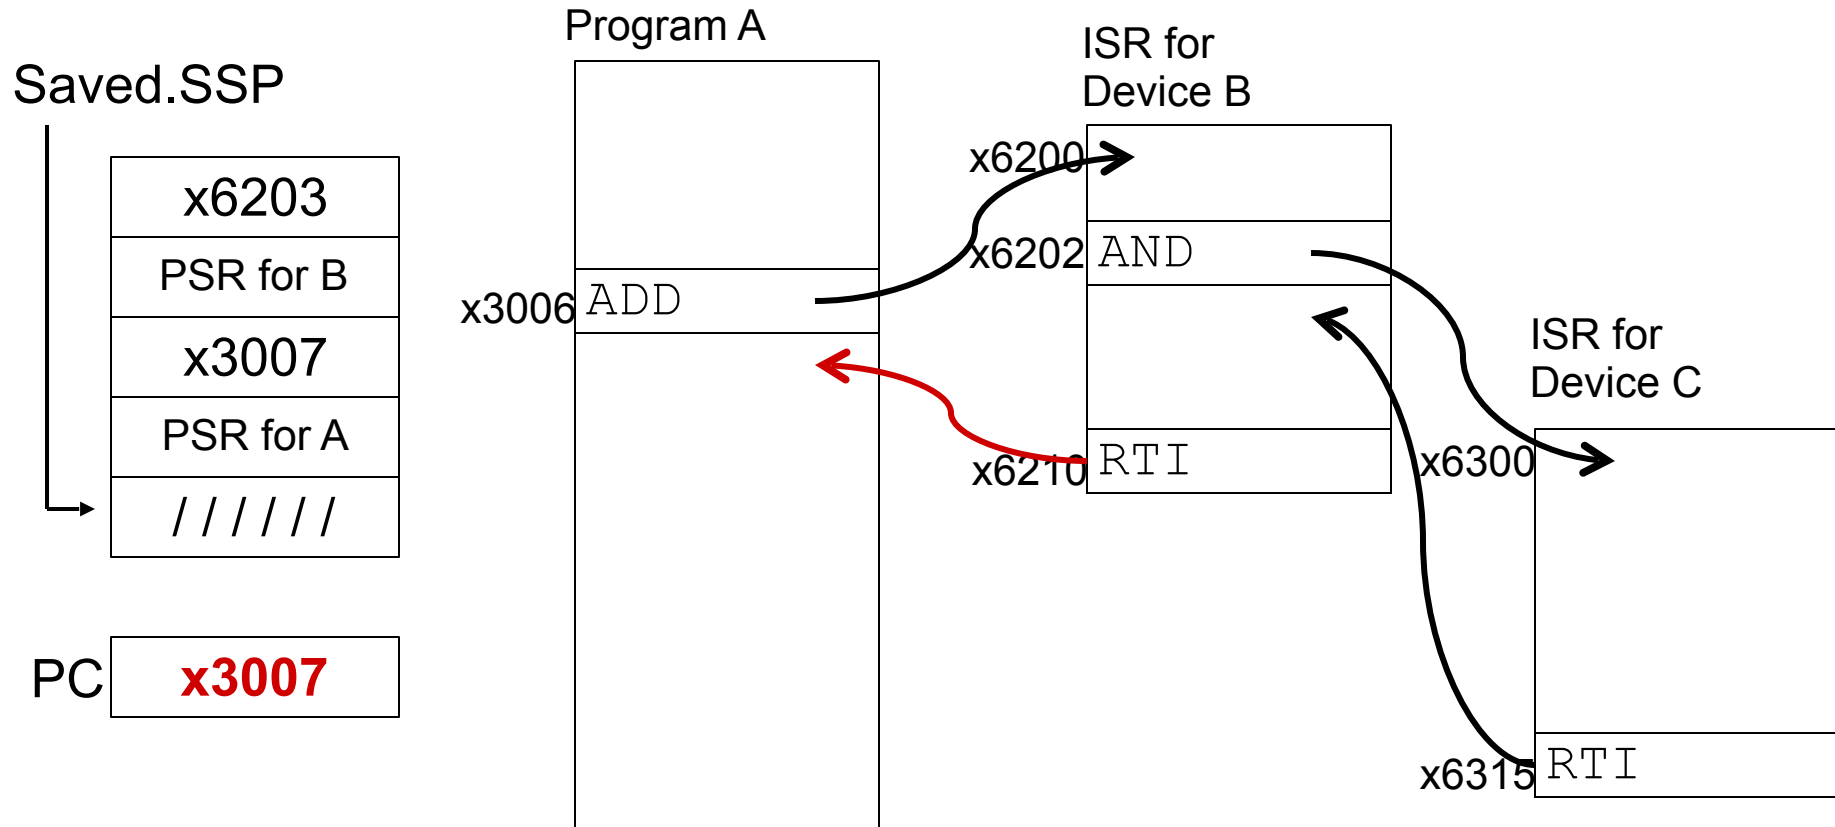 Saved.SSP
x6203
PSR for B
x3007
PSR for A
//////
PC
x3007
Program A
x3006
ADD
ISR for
Device B
x6200
x6202
AND
x6210
RTI
ISR for
Device C
x6300
x6315
RTI